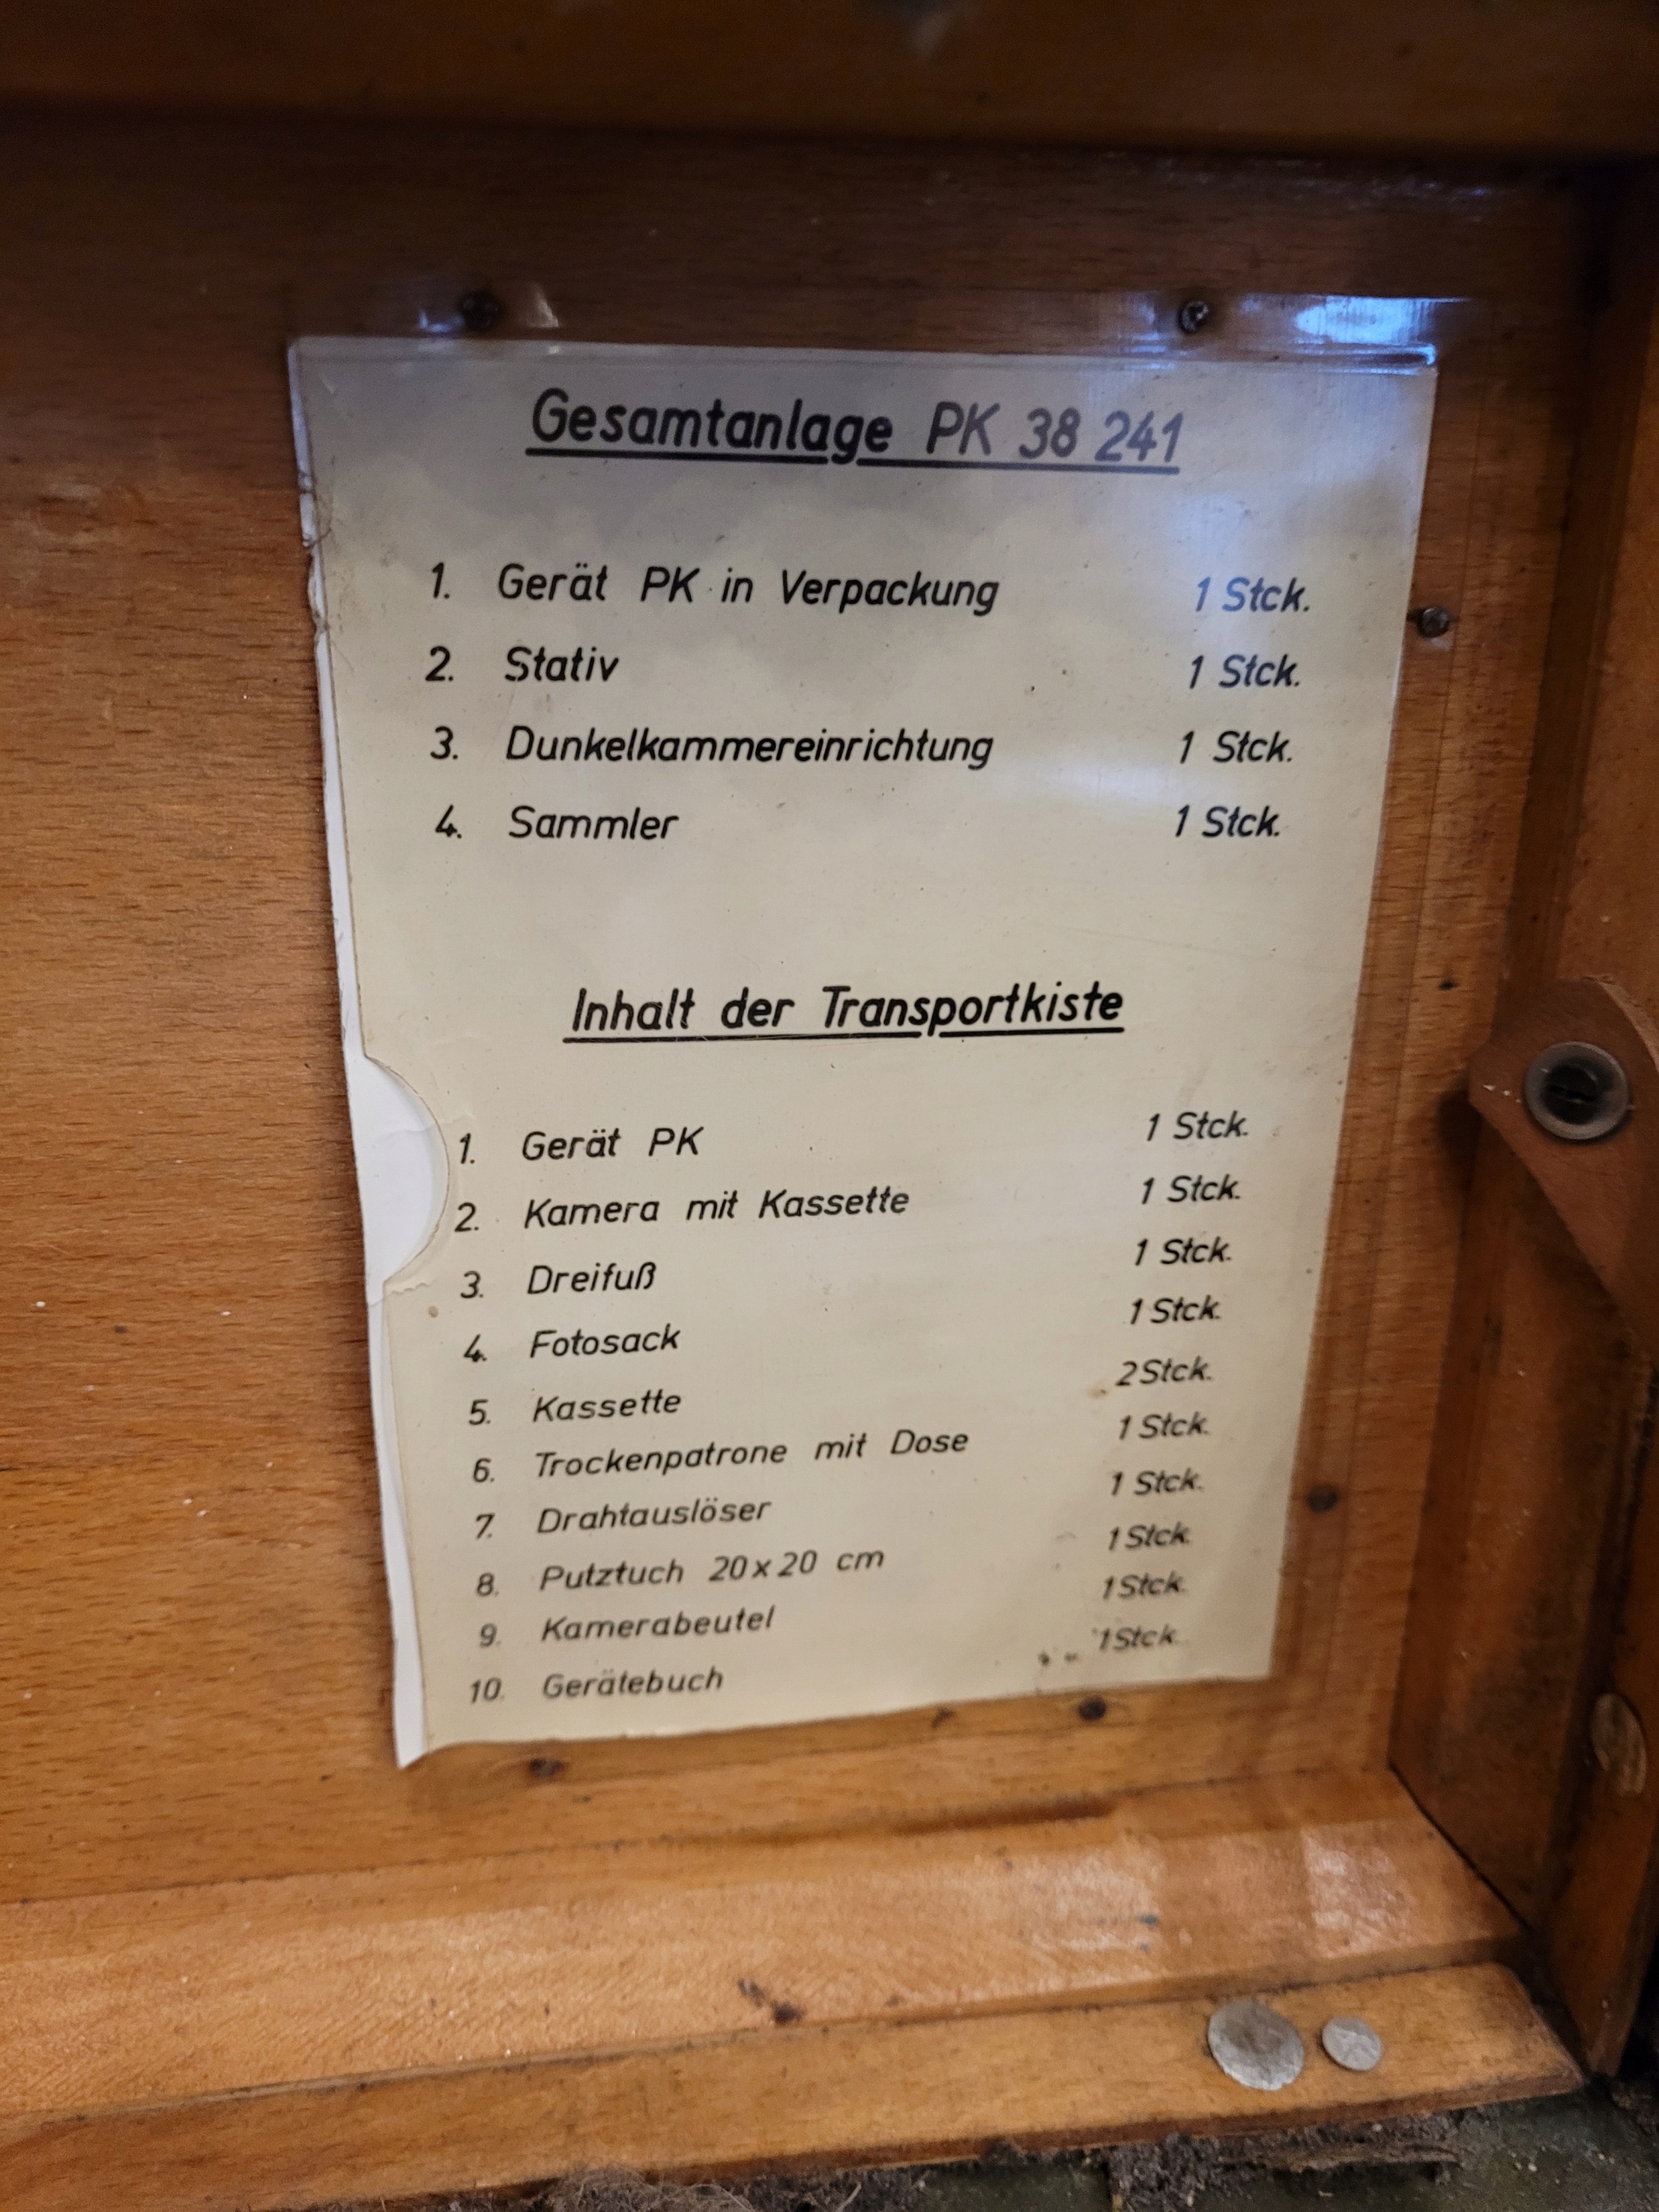 Gesamtanlage PK 38 241
1. Gerät PK in Verpackung 1 Stck.
2. Stativ 1 Stck.
3. Dunkelkammereinrichtung 1 Stck.
4. Sammler 1 Stck.
Inhalt der Transportkiste
1. Gerät PK 1 Stck.
2. Kamera mit Kassette 1 Stck.
3. Dreifuß 1 Stck.
4. Fotosack 1 Stck.
5. Kassette 2 Stck.
6. Trockenpatrone mit Dose 1 Stck.
7. Drahtauslöser 1 Stck.
8. Putztuch 20 x 20 cm 1 Stck.
9. Kamerabeutel 1 Stck.
10. Gerätebuch 1 Stck.